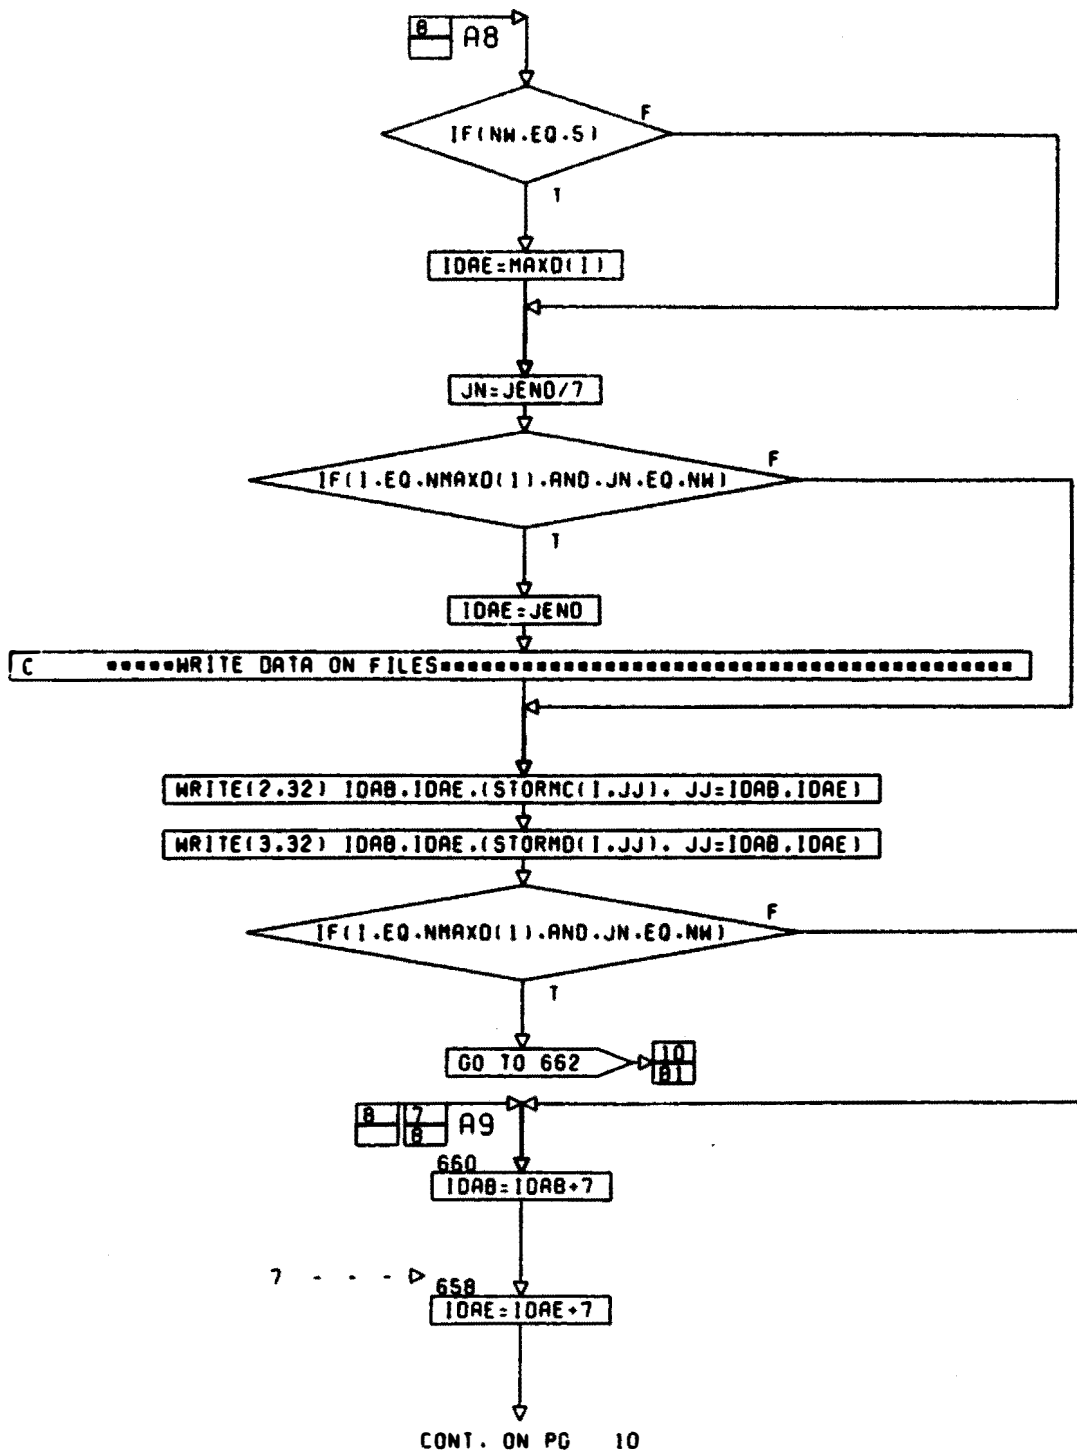 8 A8
F
IF(NW.EQ.5)
T
IDAE=MAXD(I)
JN=JEND/7
F
IF(I.EQ.NMAXD(1).AND.JN.EQ.NW)
T
IDAE=JEND
C *****WRITE DATA ON FILES******************************************
WRITE(2.32) IDAB.IDAE.(STORMC(I.JJ). JJ=IDAB.IDAE)
WRITE(3.32) IDAB.IDAE.(STORMD(I.JJ). JJ=IDAB.IDAE)
F
IF(I.EQ.NMAXD(1).AND.JN.EQ.NW)
T
GO TO 662
10
B1
8 7 A9
8
660
IDAB=IDAB+7
7 - - -
658
IDAE=IDAE+7
CONT. ON PG 10